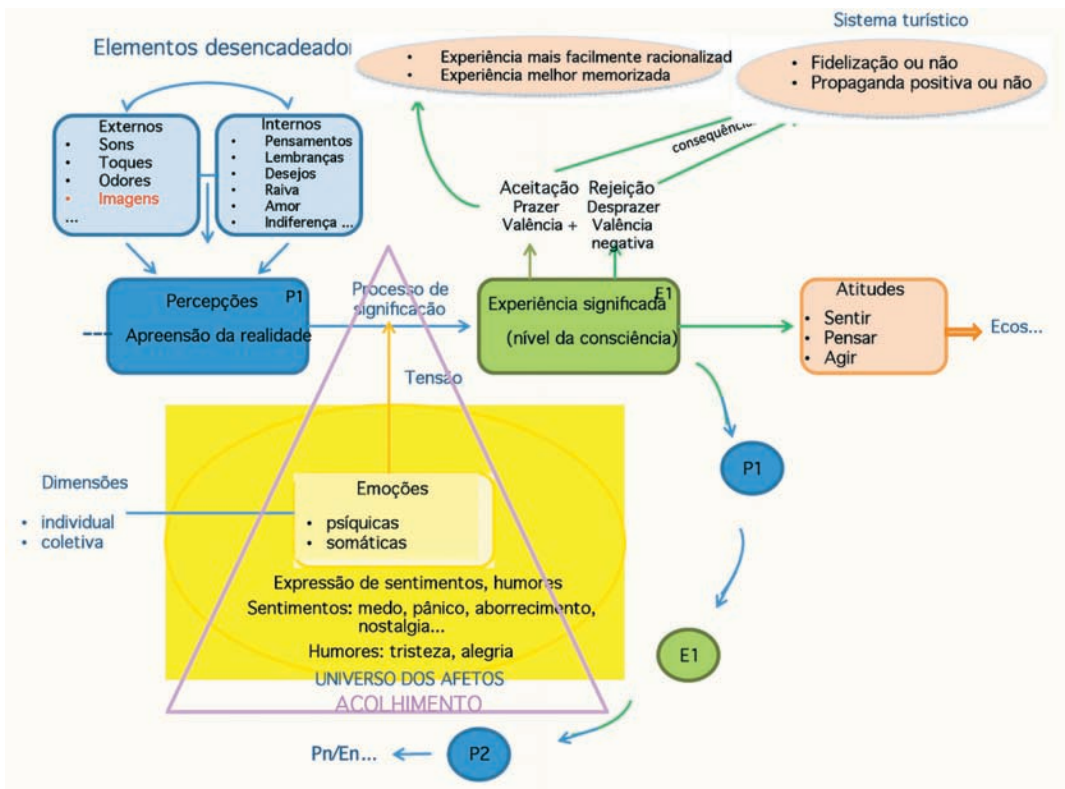 Sistema turístico
Elementos desencadeador
• Experiência mais facilmente racionalizad
• Experiência melhor memorizada
• Fidelização ou não
• Propaganda positiva ou não
Externos
• Sons
• Toques
• Odores
• Imagens
...
Internos
• Pensamentos
• Lembranças
• Desejos
• Raiva
• Amor
• Indiferença ...
consequência
Aceitação
Prazer
Valência +
Rejeição
Desprazer
Valência
negativa
Percepções P1
Apreensão da realidade
Processo de
significação
Experiência significada E1
(nível da consciência)
Atitudes
• Sentir
• Pensar
• Agir
Ecos...
Tensão
P1
Dimensões
• individual
• coletiva
Emoções
• psíquicas
• somáticas
Expressão de sentimentos, humores
Sentimentos: medo, pânico, aborrecimento,
nostalgia...
Humores: tristeza, alegria
UNIVERSO DOS AFETOS
ACOLHIMENTO
E1
P2
Pn/En...